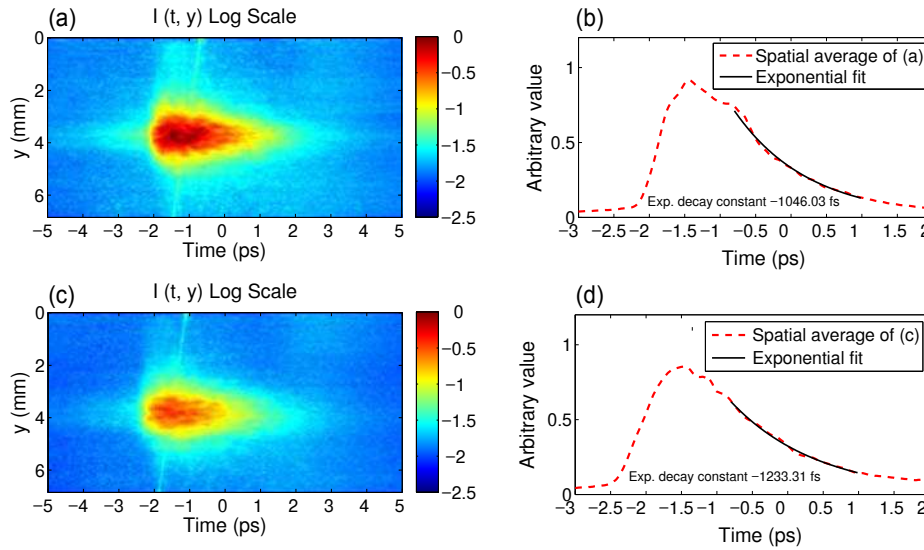 (a)
I (t, y) Log Scale
0
2
4
6
y (mm)
−5 −4 −3 −2 −1 0 1 2 3 4 5
Time (ps)
0
−0.5
−1
−1.5
−2
−2.5
(b)
Spatial average of (a)
Exponential fit
1
0.5
0
Arbitrary value
Exp. decay constant −1046.03 fs
−3 −2.5 −2 −1.5 −1 −0.5 0 0.5 1 1.5 2
Time (ps)
(c)
I (t, y) Log Scale
0
2
4
6
y (mm)
−5 −4 −3 −2 −1 0 1 2 3 4 5
Time (ps)
0
−0.5
−1
−1.5
−2
−2.5
(d)
Spatial average of (c)
Exponential fit
1
0.5
0
Arbitrary value
Exp. decay constant −1233.31 fs
−3 −2.5 −2 −1.5 −1 −0.5 0 0.5 1 1.5 2
Time (ps)